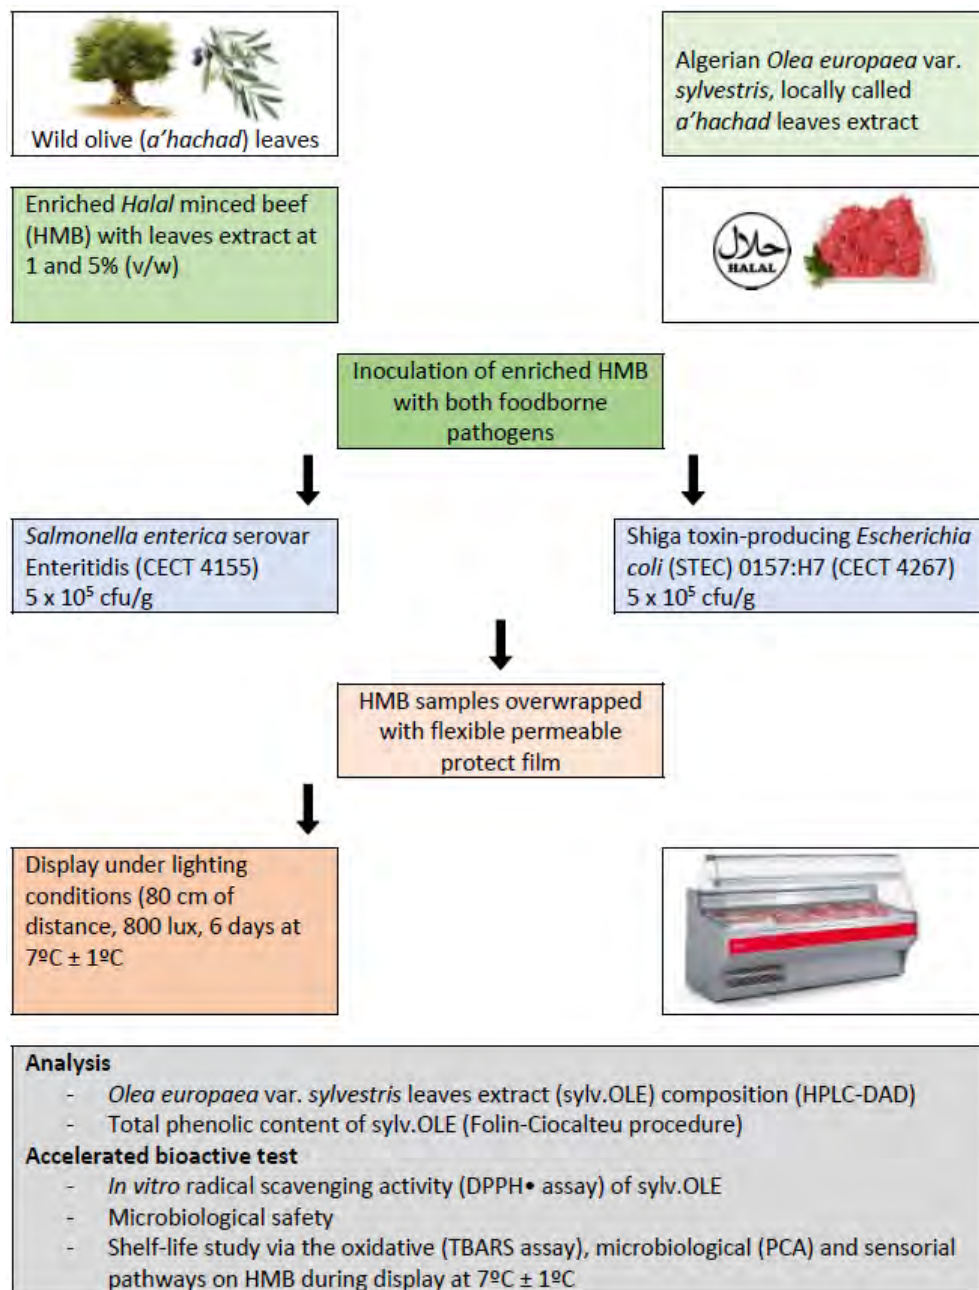 Wild olive (a'hachad) leaves
Algerian Olea europaea var.
sylvestris, locally called
a'hachad leaves extract
Enriched Halal minced beef
(HMB) with leaves extract at
1 and 5% (v/w)
حلال
HALAL
Inoculation of enriched HMB
with both foodborne
pathogens
Salmonella enterica serovar
Enteritidis (CECT 4155)
5 x 10⁵ cfu/g
Shiga toxin-producing Escherichia
coli (STEC) 0157:H7 (CECT 4267)
5 x 10⁵ cfu/g
HMB samples overwrapped
with flexible permeable
protect film
Display under lighting
conditions (80 cm of
distance, 800 lux, 6 days at
7ºC ± 1ºC
Analysis
- Olea europaea var. sylvestris leaves extract (sylv.OLE) composition (HPLC-DAD)
- Total phenolic content of sylv.OLE (Folin-Ciocalteu procedure)
Accelerated bioactive test
- In vitro radical scavenging activity (DPPH• assay) of sylv.OLE
- Microbiological safety
- Shelf-life study via the oxidative (TBARS assay), microbiological (PCA) and sensorial
pathways on HMB during display at 7ºC ± 1ºC